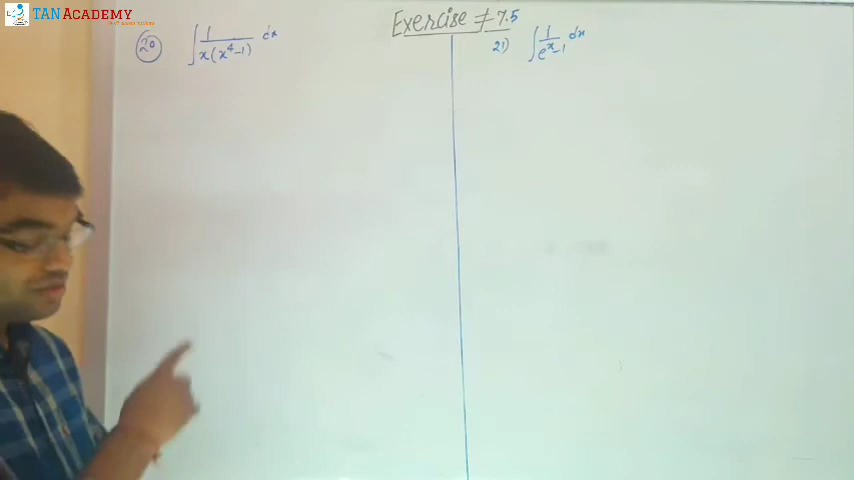 TAN ACADEMY
Exercise ≠ 7.5
20 ∫ 1/x(x⁴-1) dx
21) ∫ 1/eˣ-1 dx